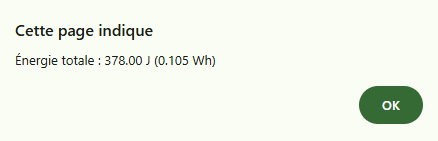 Cette page indique
Énergie totale : 378.00 J (0.105 Wh)
OK